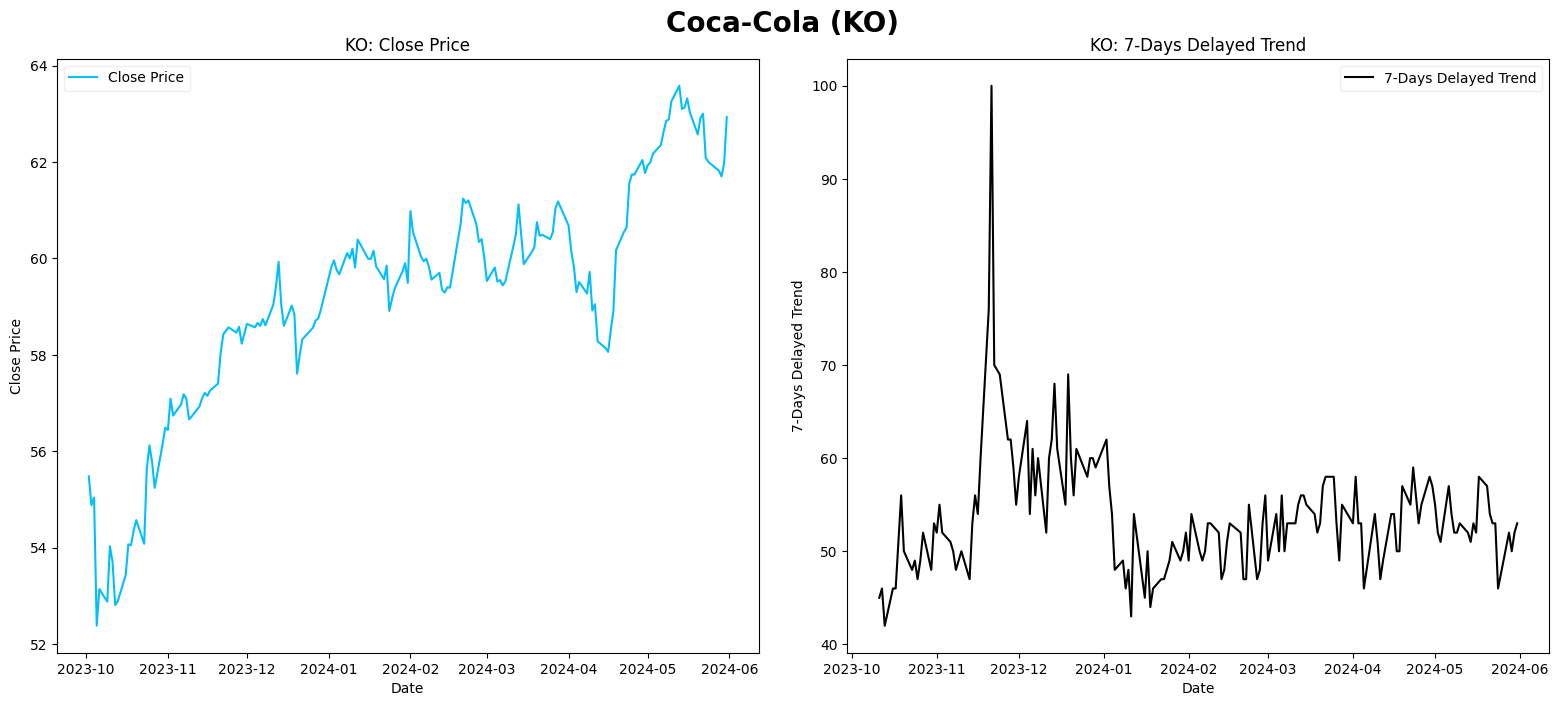 Coca-Cola (KO)
KO: Close Price
Close Price
64
62
60
58
56
54
52
Close Price
2023-10 2023-11 2023-12 2024-01 2024-02 2024-03 2024-04 2024-05 2024-06
Date
KO: 7-Days Delayed Trend
7-Days Delayed Trend
100
90
80
70
60
50
40
7-Days Delayed Trend
2023-10 2023-11 2023-12 2024-01 2024-02 2024-03 2024-04 2024-05 2024-06
Date